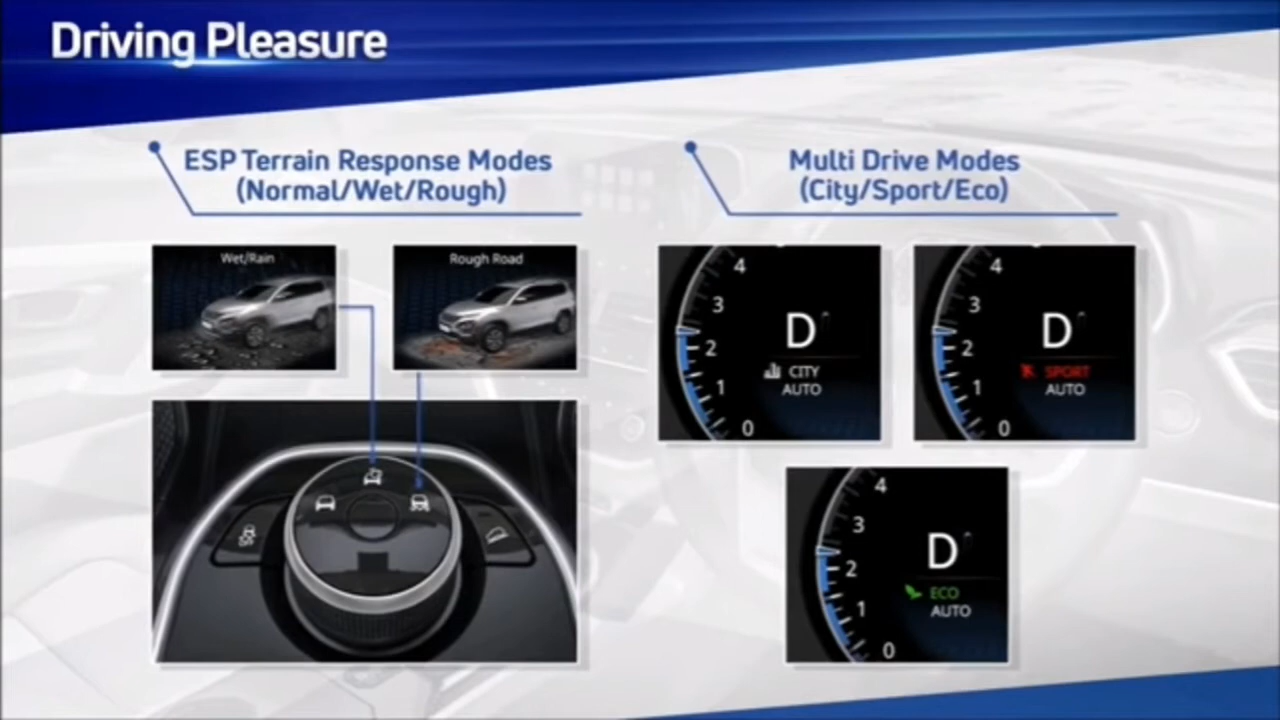 Driving Pleasure
ESP Terrain Response Modes
(Normal/Wet/Rough)
Multi Drive Modes
(City/Sport/Eco)
Wet/Rain
Rough Road
4
3
2
1
0
D
CITY
AUTO
4
3
2
1
0
D
SPORT
AUTO
4
3
2
1
0
D
ECO
AUTO